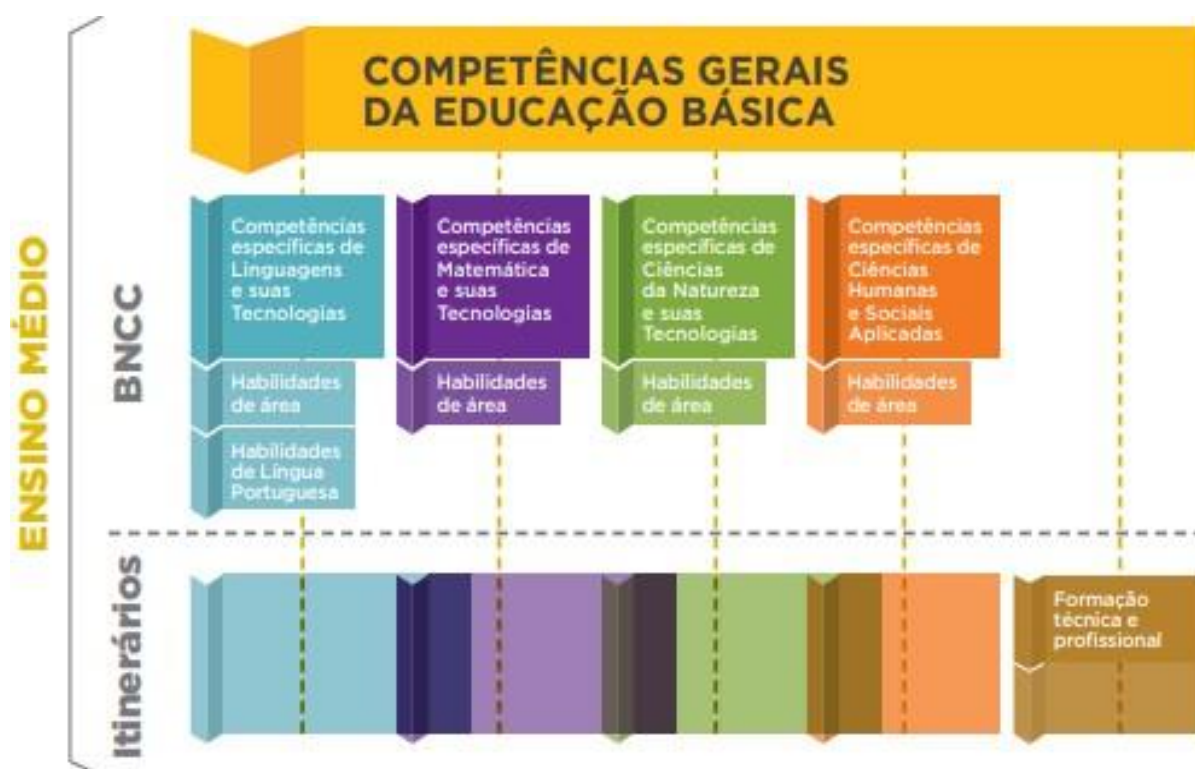 COMPETÊNCIAS GERAIS
DA EDUCAÇÃO BÁSICA
ENSINO MÉDIO
BNCC
Competências
específicas de
Linguagens
e suas
Tecnologias
Habilidades
de área
Habilidades
de Língua
Portuguesa
Competências
específicas de
Matemática
e suas
Tecnologias
Habilidades
de área
Competências
específicas de
Ciências
da Natureza
e suas
Tecnologias
Habilidades
de área
Competências
específicas de
Ciências
Humanas
e Sociais
Aplicadas
Habilidades
de área
Itinerários
Formação
técnica e
profissional